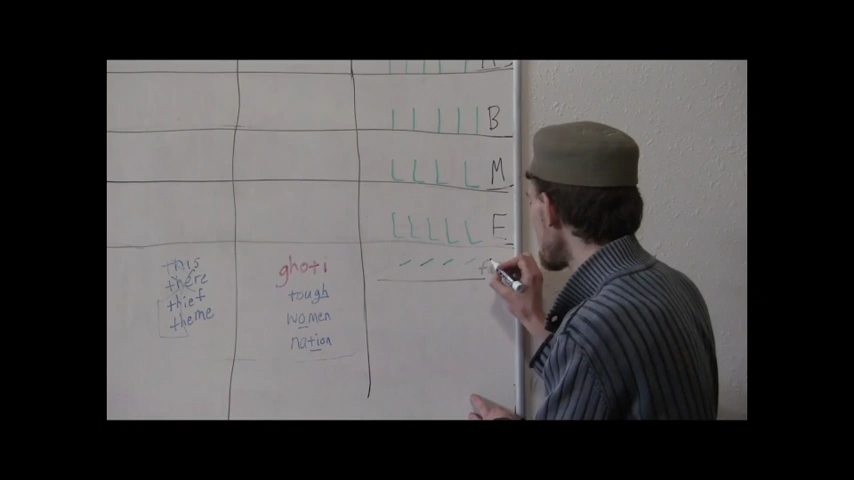 B
M
E
this
there
thief
theme
ghoti
tough
women
nation